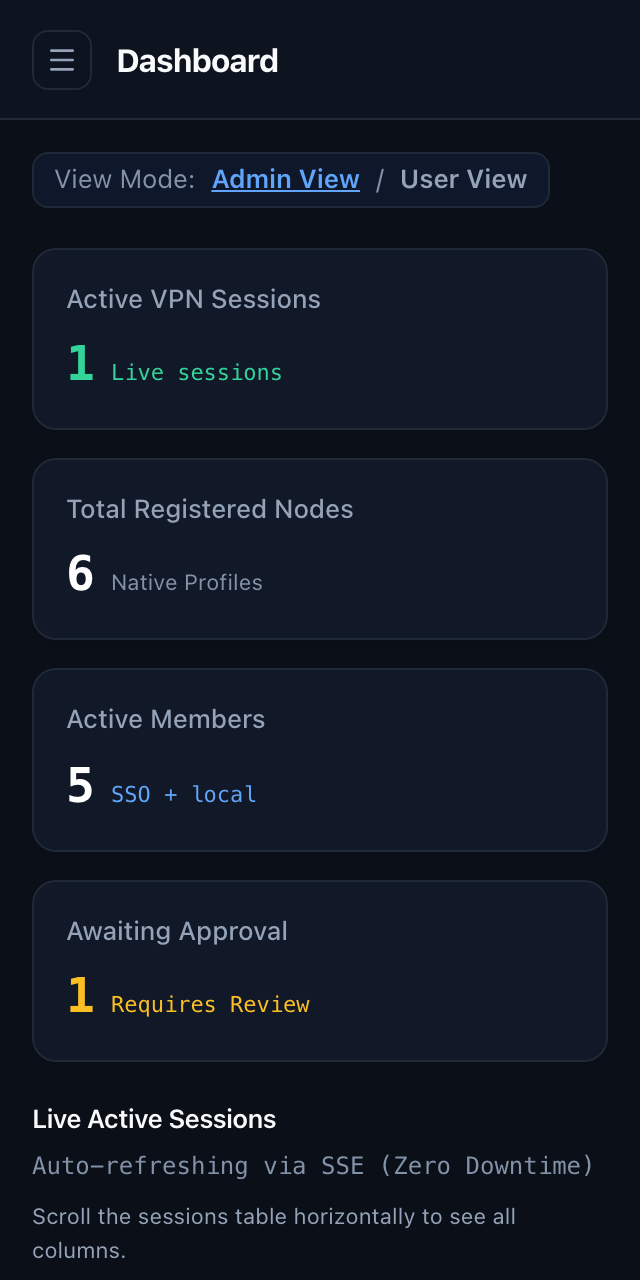 Dashboard
View Mode: Admin View / User View
Active VPN Sessions
1 Live sessions
Total Registered Nodes
6 Native Profiles
Active Members
5 SSO + local
Awaiting Approval
1 Requires Review
Live Active Sessions
Auto-refreshing via SSE (Zero Downtime)
Scroll the sessions table horizontally to see all
columns.